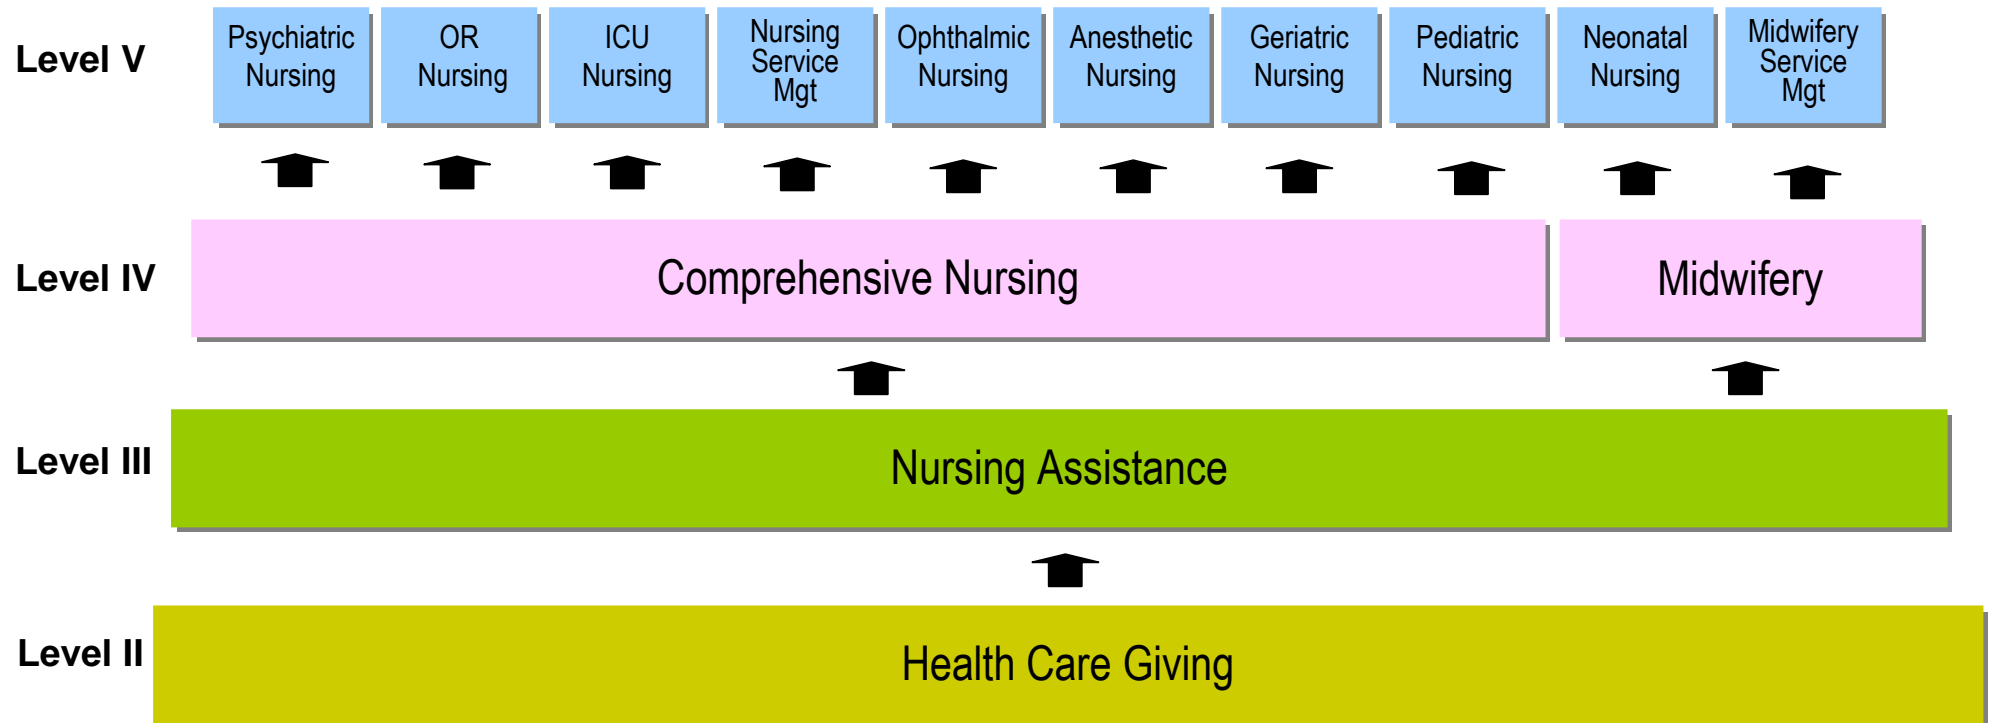 Level V
Psychiatric
Nursing
OR
Nursing
ICU
Nursing
Nursing
Service
Mgt
Ophthalmic
Nursing
Anesthetic
Nursing
Geriatric
Nursing
Pediatric
Nursing
Neonatal
Nursing
Midwifery
Service
Mgt
Level IV
Comprehensive Nursing
Midwifery
Level III
Nursing Assistance
Level II
Health Care Giving